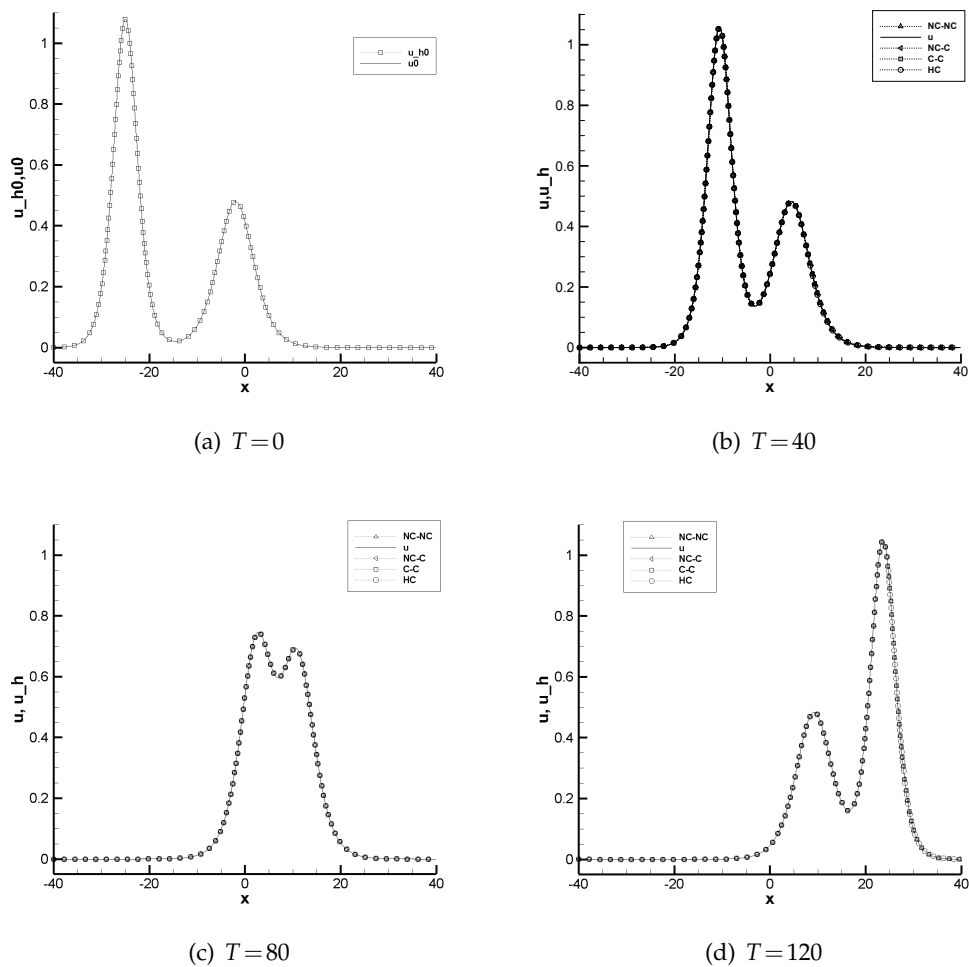 u_h0
u0
u_h0,u0
1
0.8
0.6
0.4
0.2
0
-40 -20 0 20 40
x
(a) T=0
NC-NC
u
NC-C
C-C
HC
u,u_h
1
0.8
0.6
0.4
0.2
0
-40 -20 0 20 40
x
(b) T=40
NC-NC
u
NC-C
C-C
HC
u, u_h
1
0.8
0.6
0.4
0.2
0
-40 -20 0 20 40
x
(c) T=80
NC-NC
u
NC-C
C-C
HC
u, u_h
1
0.8
0.6
0.4
0.2
0
-40 -20 0 20 40
x
(d) T=120